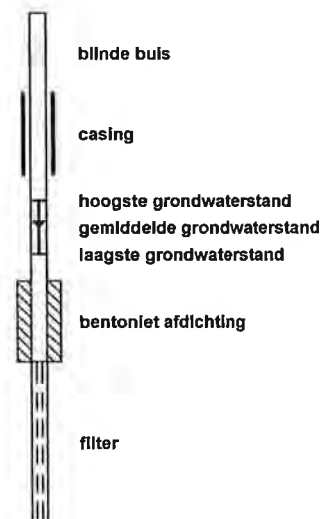 blinde buis
casing
hoogste grondwaterstand
gemiddelde grondwaterstand
laagste grondwaterstand
bentoniet afdichting
filter